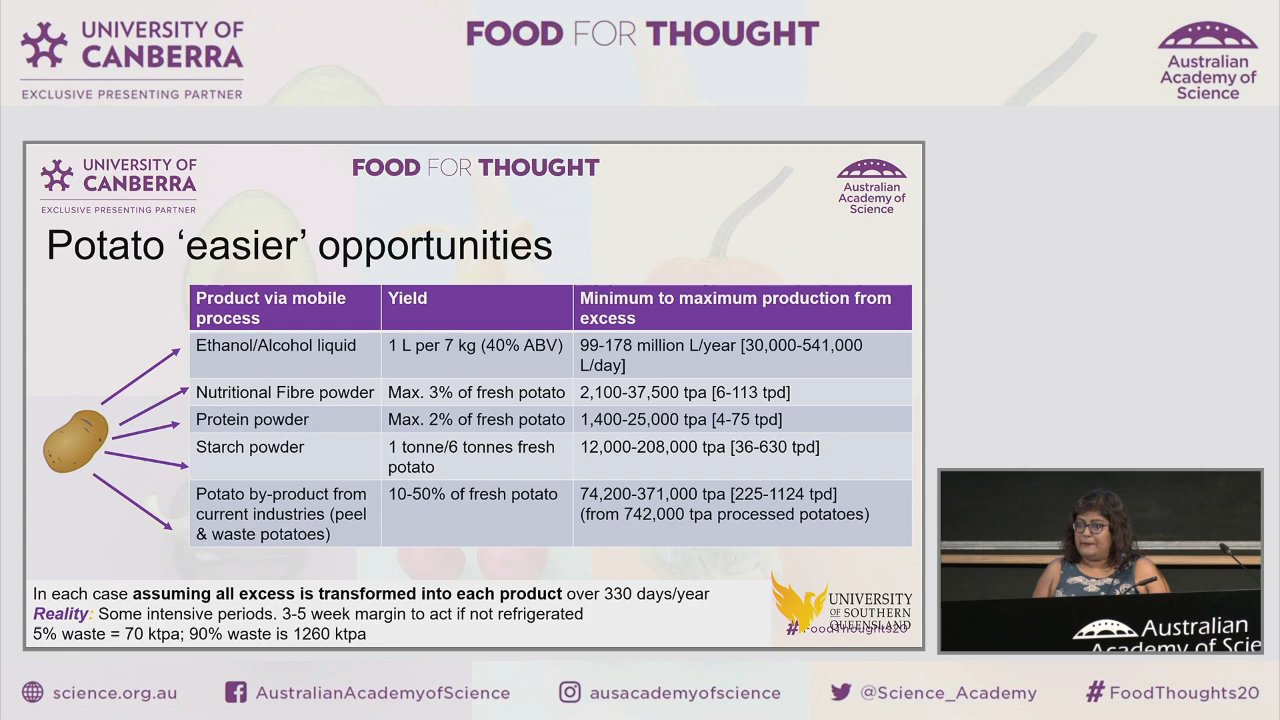 UNIVERSITY OF
CANBERRA
EXCLUSIVE PRESENTING PARTNER
FOOD FOR THOUGHT
Australian
Academy of
Science
UNIVERSITY OF
CANBERRA
EXCLUSIVE PRESENTING PARTNER
FOOD FOR THOUGHT
Australian
Academy of
Science
Potato ‘easier’ opportunities
Product via mobile
process
Yield
Minimum to maximum production from
excess
Ethanol/Alcohol liquid
1 L per 7 kg (40% ABV)
99-178 million L/year [30,000-541,000
L/day]
Nutritional Fibre powder
Max. 3% of fresh potato
2,100-37,500 tpa [6-113 tpd]
Protein powder
Max. 2% of fresh potato
1,400-25,000 tpa [4-75 tpd]
Starch powder
1 tonne/6 tonnes fresh
potato
12,000-208,000 tpa [36-630 tpd]
Potato by-product from
current industries (peel
& waste potatoes)
10-50% of fresh potato
74,200-371,000 tpa [225-1124 tpd]
(from 742,000 tpa processed potatoes)
In each case assuming all excess is transformed into each product over 330 days/year
Reality: Some intensive periods. 3-5 week margin to act if not refrigerated
5% waste = 70 ktpa; 90% waste is 1260 ktpa
UNIVERSITY
OF SOUTHERN
QUEENSLAND
#FoodThoughts20
Australian
Academy of Scie
science.org.au
AustralianAcademyofScience
ausacademyofscience
@Science_Academy
#FoodThoughts20